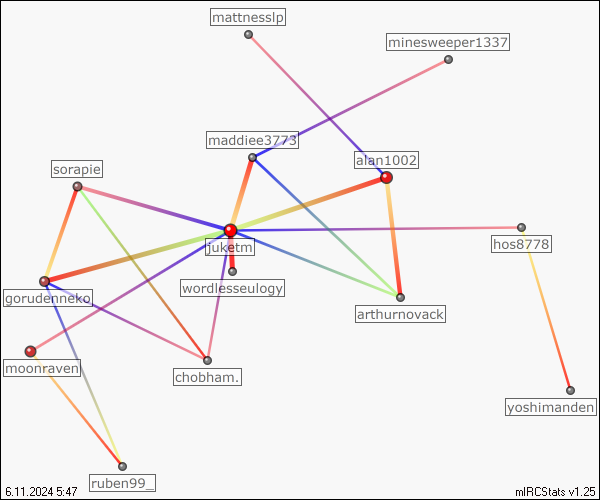 mattnesslp
minesweeper1337
maddiee3773
alan1002
sorapie
juketm
hos8778
wordlesseulogy
gorudenneko
arthurnovack
moonraven
chobham.
yoshimanden
ruben99_
6.11.2024 5:47
mIRCStats v1.25